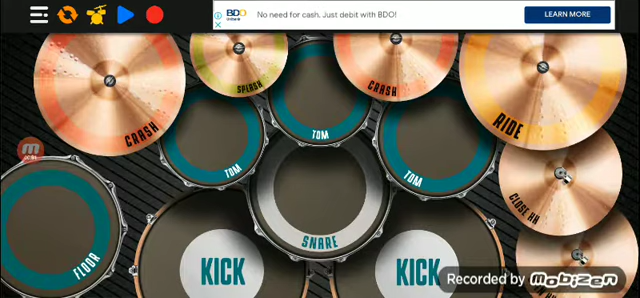 BDO
No need for cash. Just debit with BDO!
LEARN MORE
CRASH
SPLASH
CRASH
RIDE
TOM
TOM
TOM
CLOSE HH
FLOOR
SNARE
KICK
KICK
Recorded by mobizen